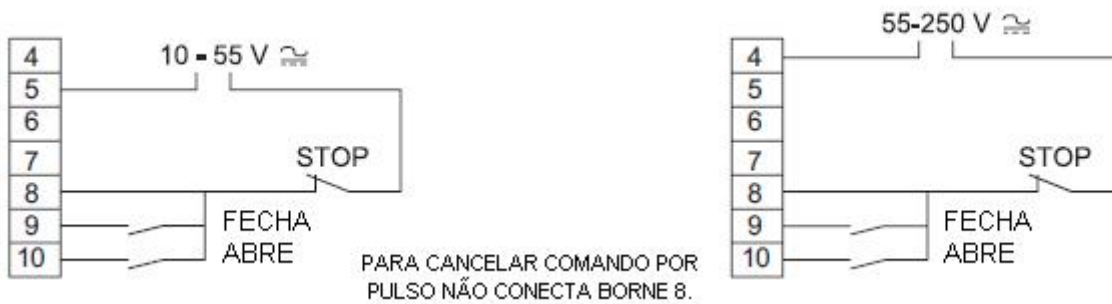 10 - 55 V
4
5
6
7
8
9
10
STOP
FECHA
ABRE
PARA CANCELAR COMANDO POR
PULSO NÃO CONECTA BORNE 8.
55-250 V
4
5
6
7
8
9
10
STOP
FECHA
ABRE